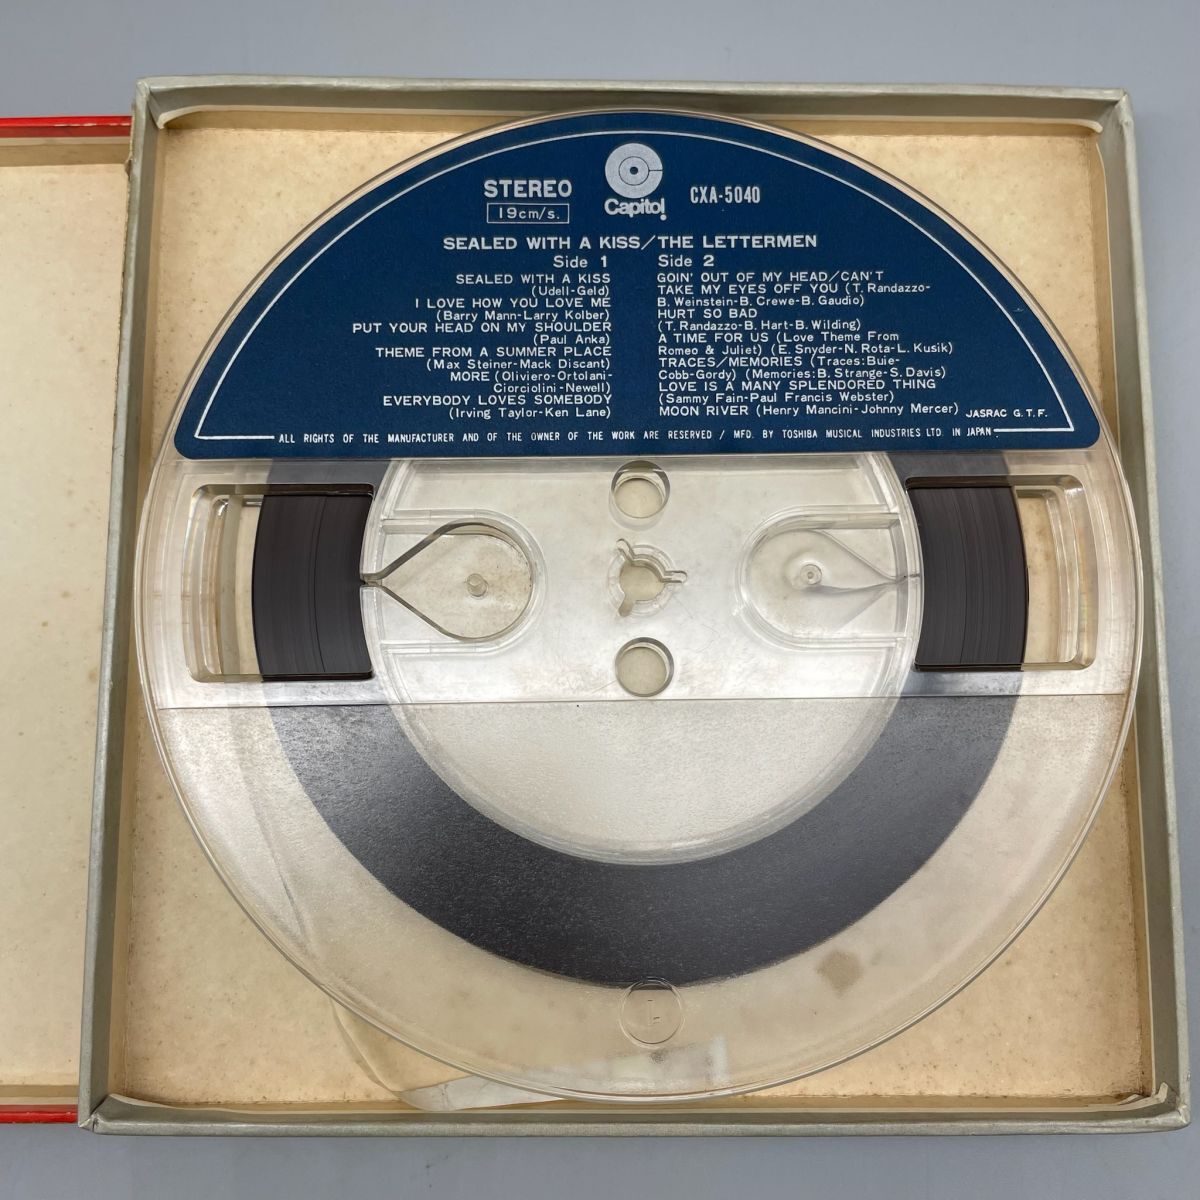 STEREO
19cm/s.
Capitol
CXA-5040
SEALED WITH A KISS/THE LETTERMEN
Side 1
SEALED WITH A KISS
(Udell-Geld)
I LOVE HOW YOU LOVE ME
(Barry Mann-Larry Kolber)
PUT YOUR HEAD ON MY SHOULDER
(Paul Anka)
THEME FROM A SUMMER PLACE
(Max Steiner-Mack Discant)
MORE (Oliviero-Ortolani-
Ciorciolini-Newell)
EVERYBODY LOVES SOMEBODY
(Irving Taylor-Ken Lane)
Side 2
GOIN' OUT OF MY HEAD/CAN'T
TAKE MY EYES OFF YOU (T. Randazzo-
B. Weinstein-B. Crewe-B. Gaudio)
HURT SO BAD
(T. Randazzo-B. Hart-B. Wilding)
A TIME FOR US (Love Theme From
Romeo & Juliet) (E. Snyder-N. Rota-L. Kusik)
TRACES/MEMORIES (Traces:Buie-
Cobb-Gordy) (Memories:B. Strange-S. Davis)
LOVE IS A MANY SPLENDORED THING
(Sammy Fain-Paul Francis Webster)
MOON RIVER (Henry Mancini-Johnny Mercer)
JASRAC G.T.F.
ALL RIGHTS OF THE MANUFACTURER AND OF THE OWNER OF THE WORK ARE RESERVED / MFD. BY TOSHIBA MUSICAL INDUSTRIES LTD. IN JAPAN